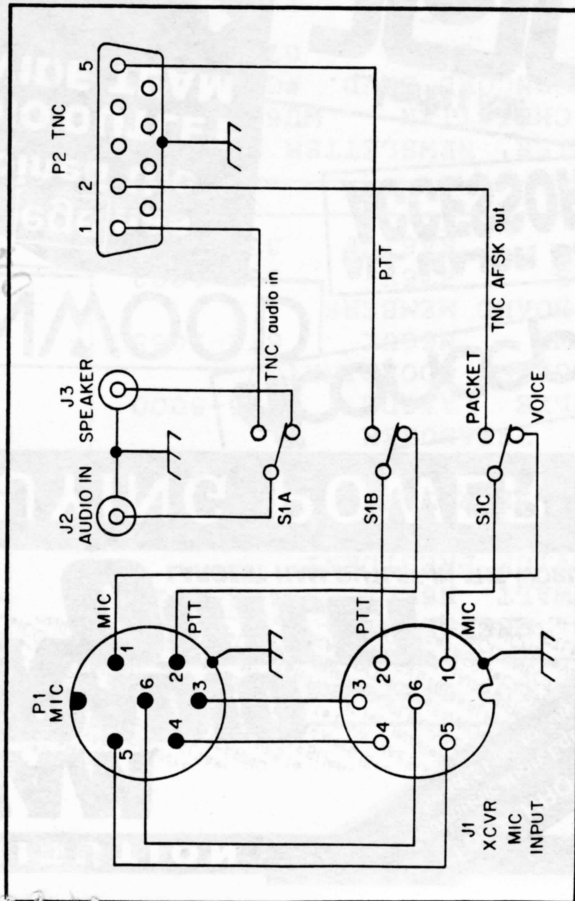 P1
MIC
5
1
MIC
6
4
2
PTT
3
J2
AUDIO IN
J3
SPEAKER
P2 TNC
1
2
5
S1A
TNC audio in
3
4
2
PTT
6
5
1
MIC
J1
XCVR
MIC
INPUT
S1B
PTT
S1C
PACKET
TNC AFSK out
VOICE